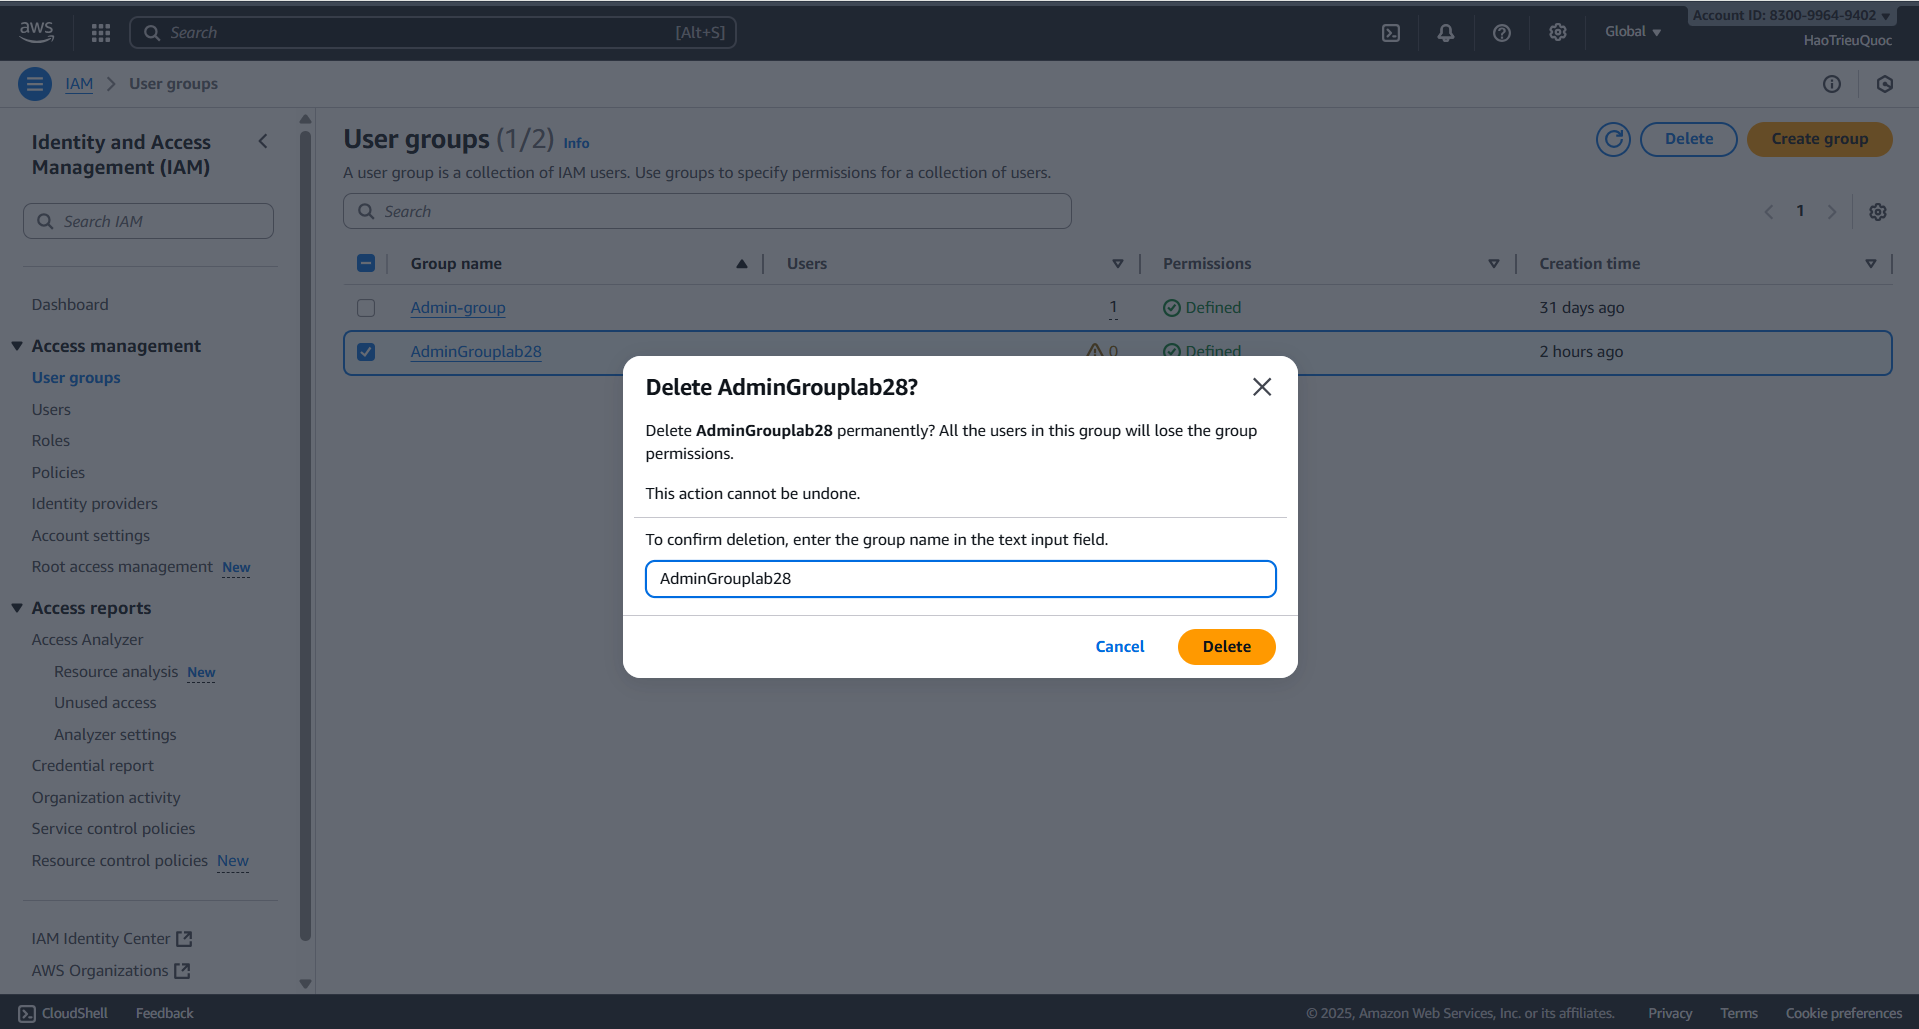 aws
Search
[Alt+S]
Global
Account ID: 8300-9964-9402
HaoTrieuQuoc
IAM
User groups
Identity and Access
Management (IAM)
Search IAM
Dashboard
Access management
User groups
Users
Roles
Policies
Identity providers
Account settings
Root access management New
Access reports
Access Analyzer
Resource analysis New
Unused access
Analyzer settings
Credential report
Organization activity
Service control policies
Resource control policies New
IAM Identity Center
AWS Organizations
User groups (1/2) Info
Delete
Create group
A user group is a collection of IAM users. Use groups to specify permissions for a collection of users.
Search
1
Group name Users Permissions Creation time
Admin-group 1 Defined 31 days ago
AdminGrouplab28 0 Defined 2 hours ago
Delete AdminGrouplab28?
Delete AdminGrouplab28 permanently? All the users in this group will lose the group
permissions.
This action cannot be undone.
To confirm deletion, enter the group name in the text input field.
AdminGrouplab28
Cancel
Delete
CloudShell
Feedback
© 2025, Amazon Web Services, Inc. or its affiliates.
Privacy
Terms
Cookie preferences